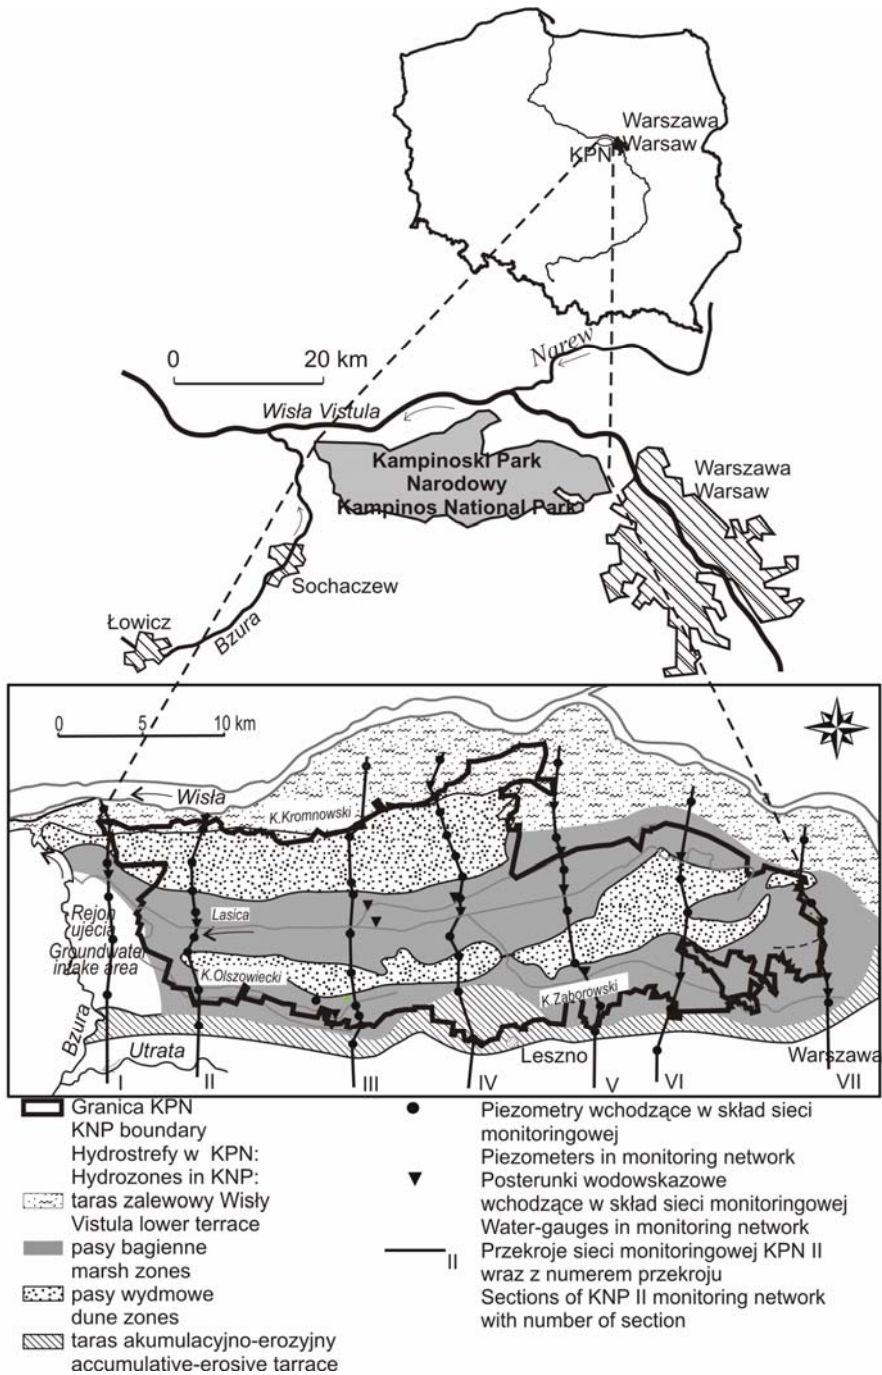 Warszawa
Warsaw
KPN
0 20 km
Narew
Wisła Vistula
Kampinoski Park
Narodowy
Kampinos National Park
Warszawa
Warsaw
Sochaczew
Łowicz
Bzura
0 5 10 km
Wisła
K.Kromnowski
Rejon
ujęcia
Groundwater
intake area
Lasica
K.Olszowiecki
K.Zaborowski
Bzura
Utrata
Leszno
Warszawa
I II III IV V VI VII
Granica KPN
KNP boundary
Hydrostrefy w KPN:
Hydrozones in KNP:
taras zalewowy Wisły
Vistula lower terrace
pasy bagienne
marsh zones
pasy wydmowe
dune zones
taras akumulacyjno-erozyjny
accumulative-erosive tarrace
Piezometry wchodzące w skład sieci
monitoringowej
Piezometers in monitoring network
Posterunki wodowskazowe
wchodzące w skład sieci monitoringowej
Water-gauges in monitoring network
II Przekroje sieci monitoringowej KPN II
wraz z numerem przekroju
Sections of KNP II monitoring network
with number of section